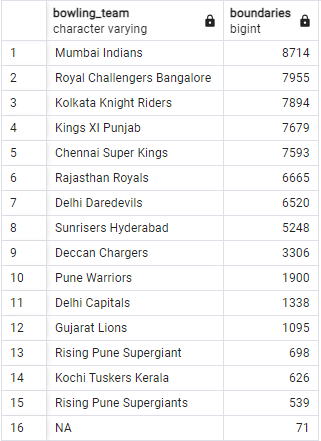 bowling_team boundaries
character varying bigint
1 Mumbai Indians 8714
2 Royal Challengers Bangalore 7955
3 Kolkata Knight Riders 7894
4 Kings XI Punjab 7679
5 Chennai Super Kings 7593
6 Rajasthan Royals 6665
7 Delhi Daredevils 6520
8 Sunrisers Hyderabad 5248
9 Deccan Chargers 3306
10 Pune Warriors 1900
11 Delhi Capitals 1338
12 Gujarat Lions 1095
13 Rising Pune Supergiant 698
14 Kochi Tuskers Kerala 626
15 Rising Pune Supergiants 539
16 NA 71